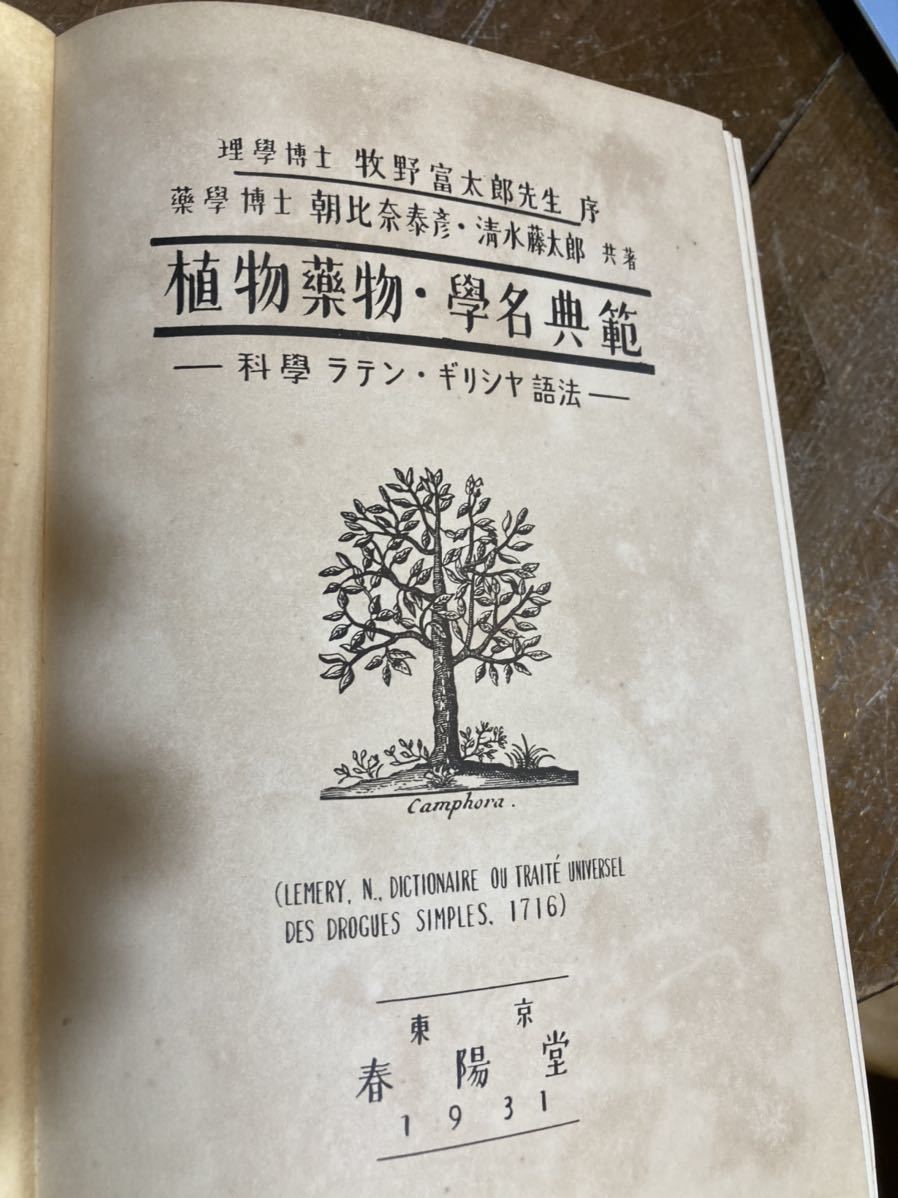 理學博士 牧野富太郎先生 序
薬學博士 朝比奈泰彦・清水藤太郎 共著
植物薬物・學名典範
—科學 ラテン・ギリシヤ 語法—
Camphora.
(LEMERY, N., DICTIONAIRE OU TRAITÉ UNIVERSEL
DES DROGUES SIMPLES, 1716)
東京
春陽堂
1931